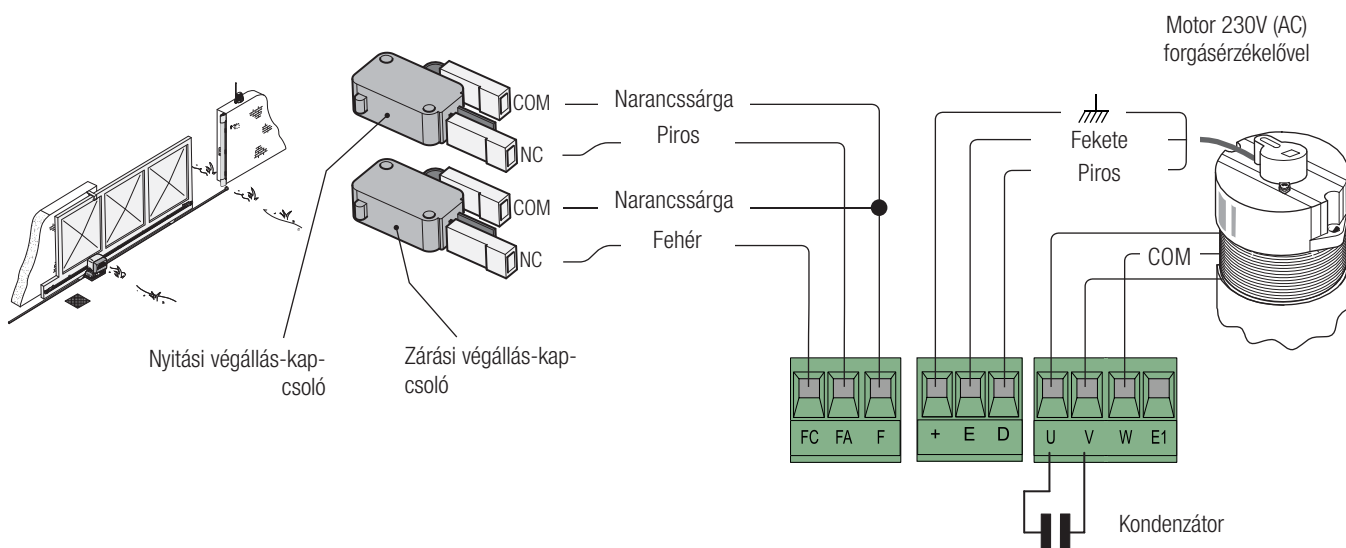 Motor 230V (AC)
forgásérzékelővel
COM
Narancssárga
NC
Piros
COM
Narancssárga
NC
Fehér
Fekete
Piros
COM
Nyitási végállás-kap-
csoló
Zárási végállás-kap-
csoló
FC FA F
+ E D
U V W E1
Kondenzátor